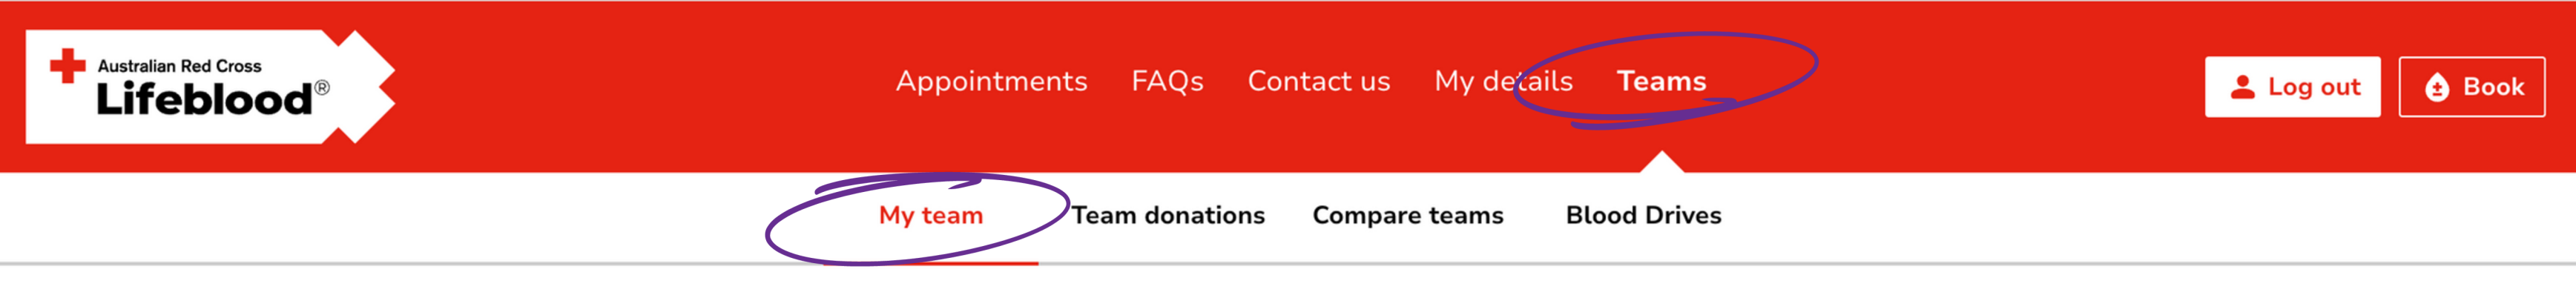 Australian Red Cross
Lifeblood®
Appointments FAQs Contact us My details Teams
Log out Book
My team Team donations Compare teams Blood Drives